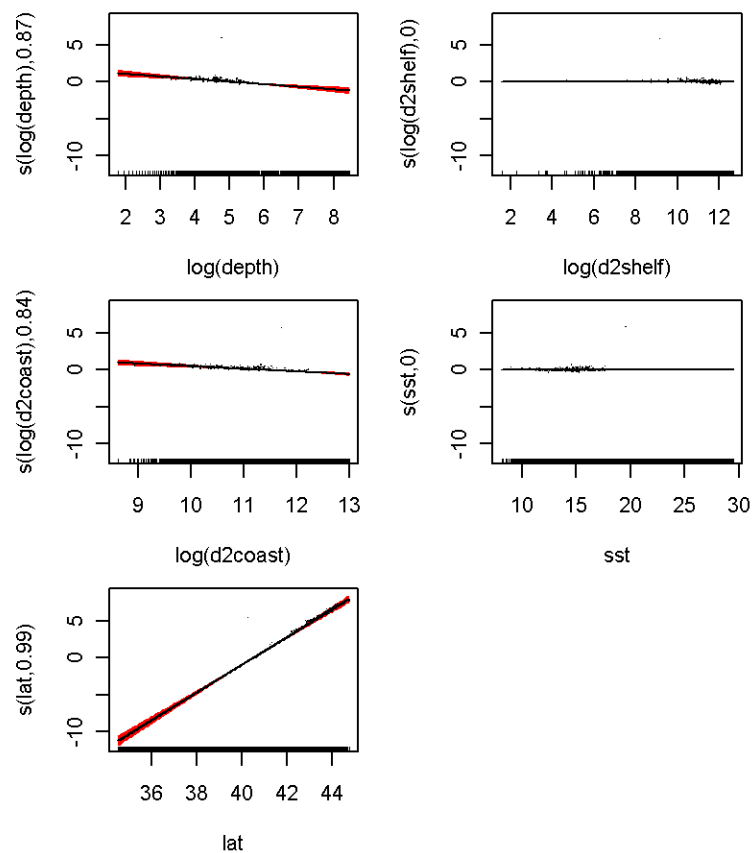 s(log(depth),0.87)
5
0
-10
2 3 4 5 6 7 8
log(depth)
s(log(d2shelf),0)
5
0
-10
2 4 6 8 10 12
log(d2shelf)
s(log(d2coast),0.84)
5
0
-10
9 10 11 12 13
log(d2coast)
s(sst,0)
5
0
-10
10 15 20 25 30
sst
s(lat,0.99)
5
0
-10
36 38 40 42 44
lat